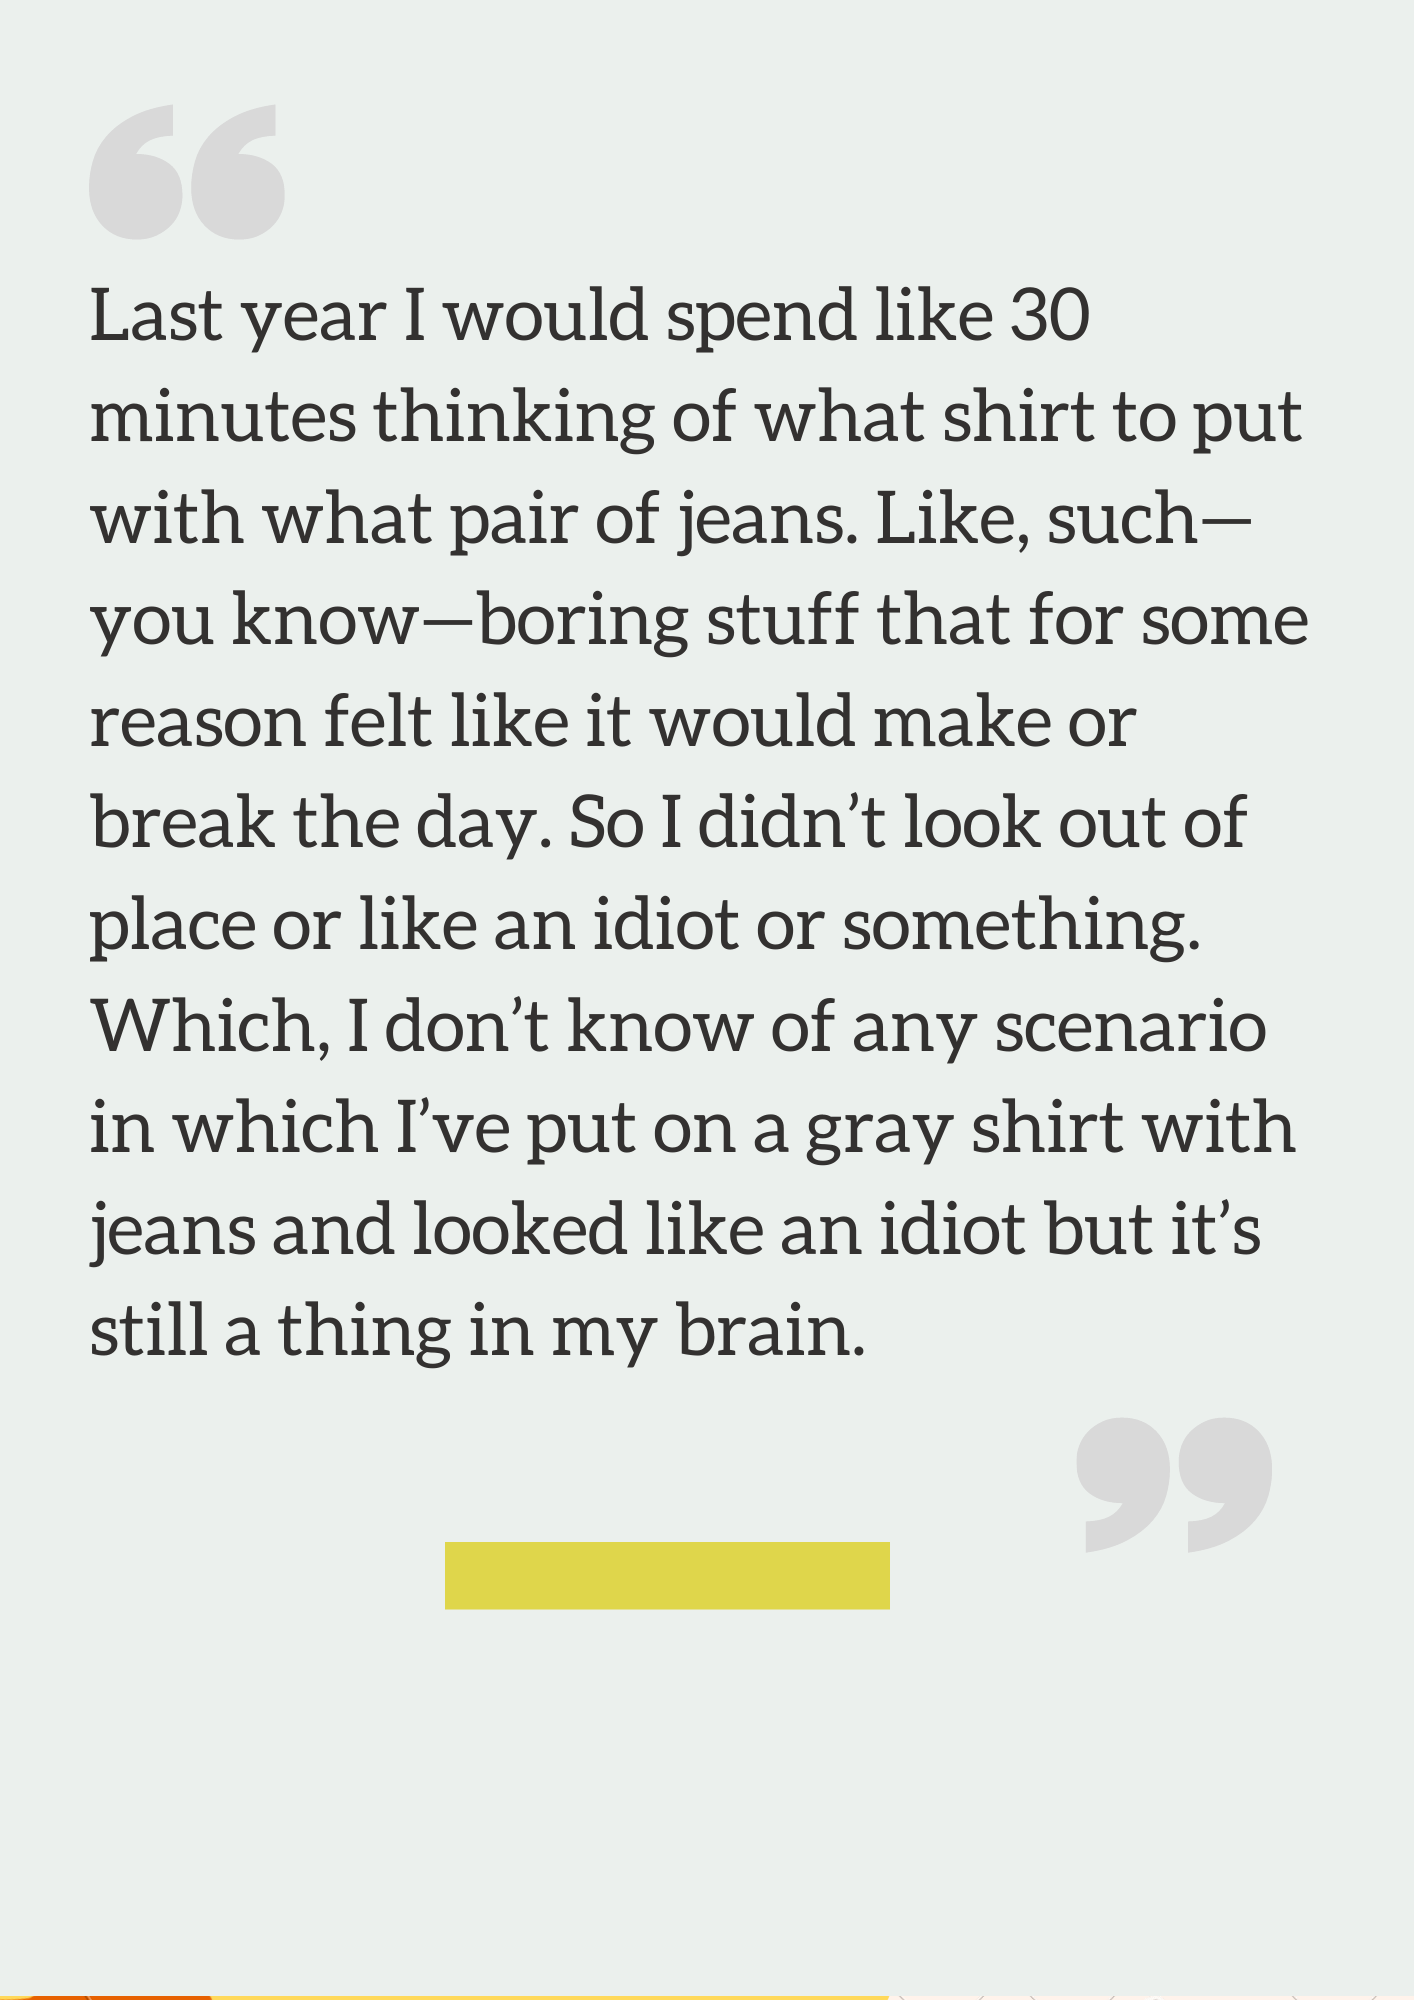 “
Last year I would spend like 30
minutes thinking of what shirt to put
with what pair of jeans. Like, such—
you know—boring stuff that for some
reason felt like it would make or
break the day. So I didn’t look out of
place or like an idiot or something.
Which, I don’t know of any scenario
in which I’ve put on a gray shirt with
jeans and looked like an idiot but it’s
still a thing in my brain.
”